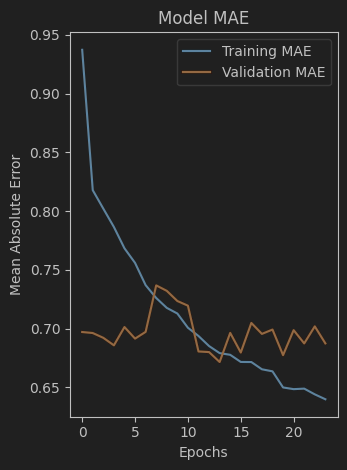 Model MAE
Training MAE
Validation MAE
Mean Absolute Error
0.95
0.90
0.85
0.80
0.75
0.70
0.65
0 5 10 15 20
Epochs